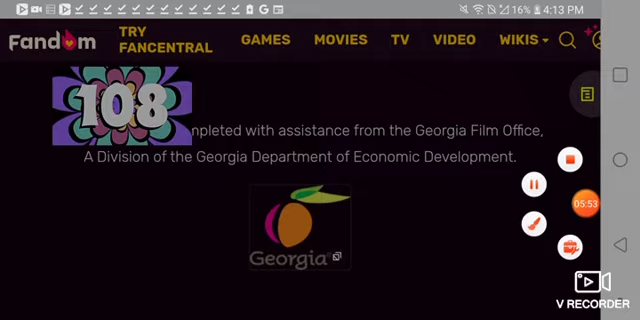 16% 4:13 PM
Fandom
TRY
FANCENTRAL
GAMES MOVIES TV VIDEO WIKIS
108
mpleted with assistance from the Georgia Film Office,
A Division of the Georgia Department of Economic Development.
Georgia
05:53
V RECORDER